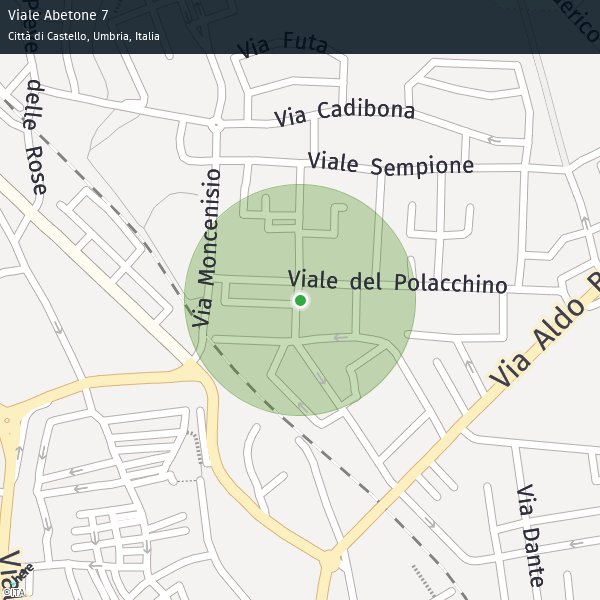 Viale Abetone 7
Città di Castello, Umbria, Italia
Via Futa
Via Cadibona
delle Rose
Viale Sempione
Via Moncenisio
Viale del Polacchino
Via Aldo
Via Dante
here
©ITA